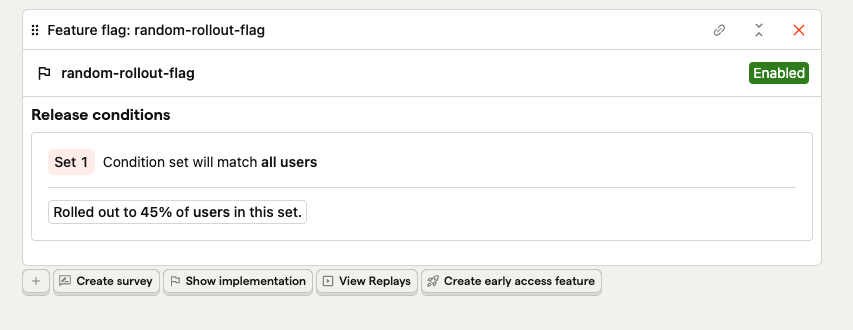 Feature flag: random-rollout-flag
random-rollout-flag
Enabled
Release conditions
Set 1 Condition set will match all users
Rolled out to 45% of users in this set.
+ Create survey Show implementation View Replays Create early access feature